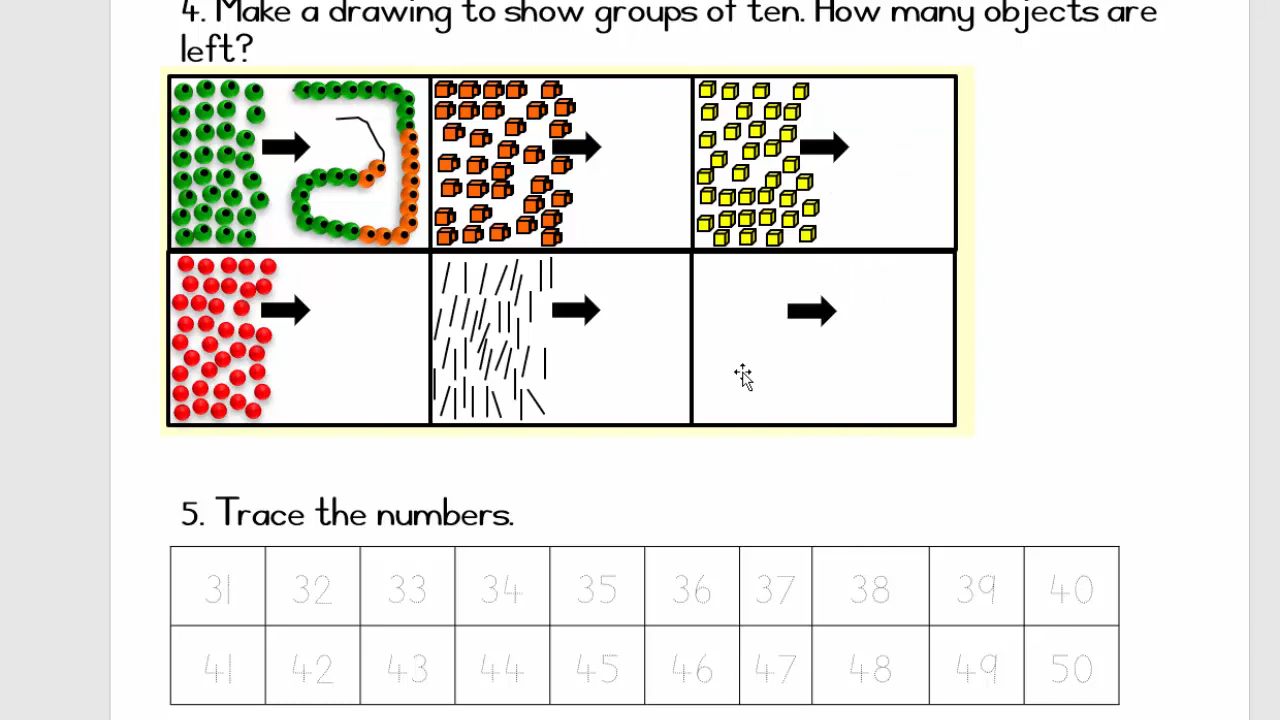 4. Make a drawing to show groups of ten. How many objects are
left?
5. Trace the numbers.
31 32 33 34 35 36 37 38 39 40
41 42 43 44 45 46 47 48 49 50